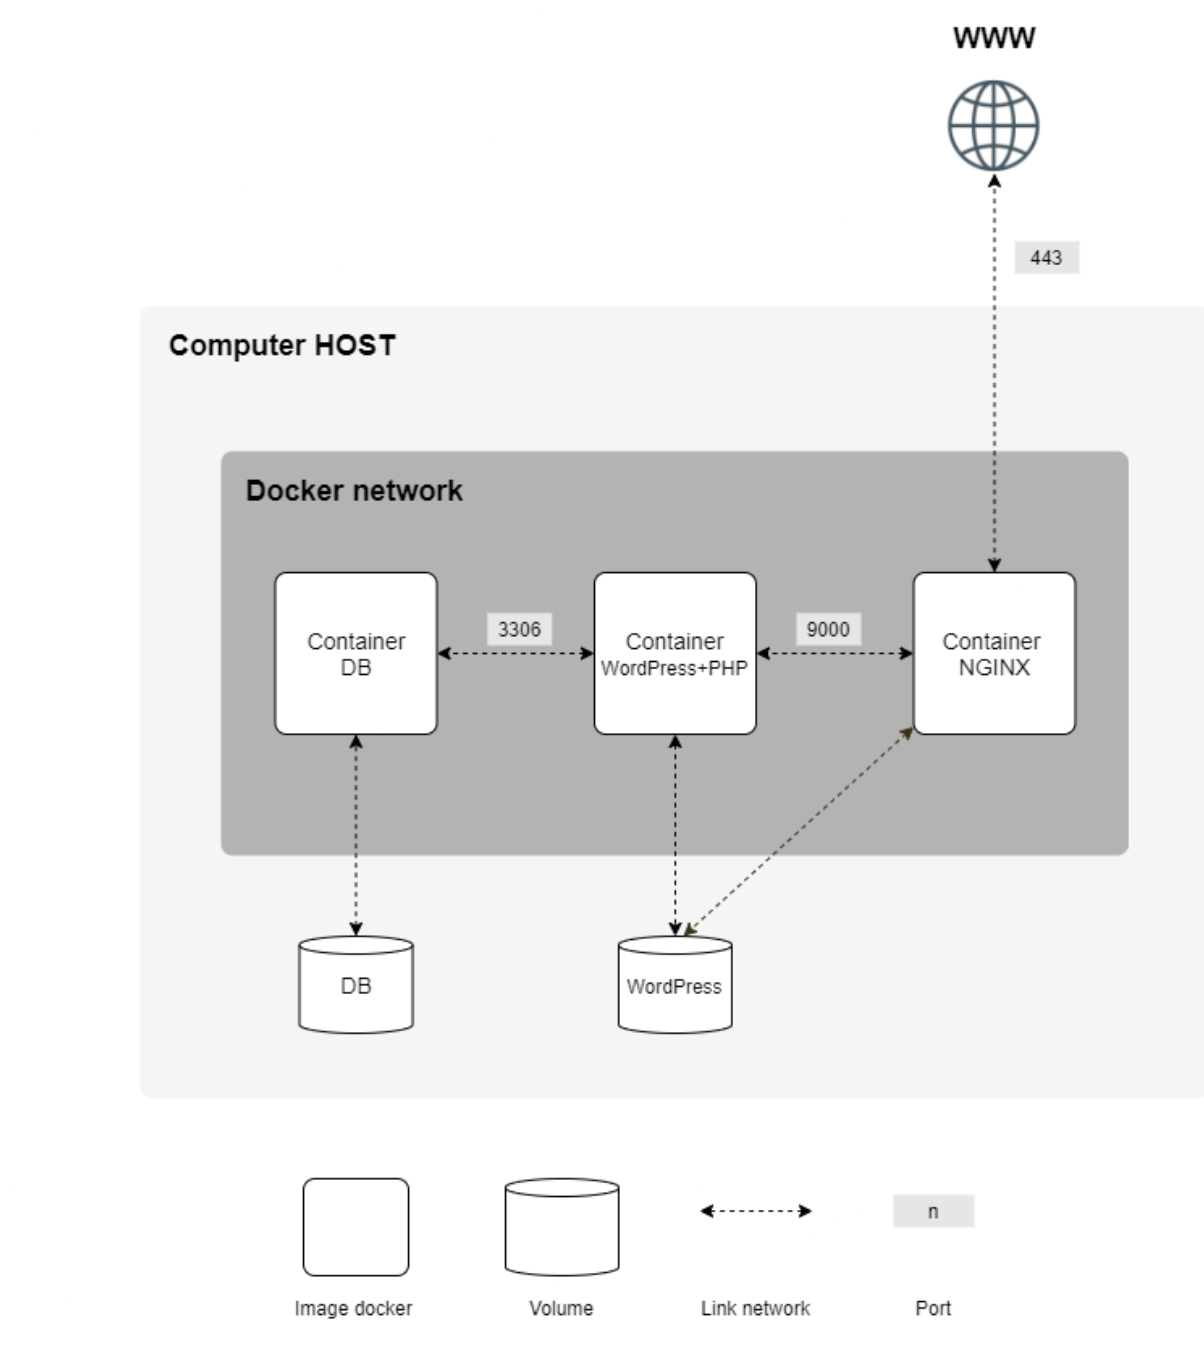 WWW
443
Computer HOST
Docker network
3306
9000
Container
DB
Container
WordPress+PHP
Container
NGINX
DB
WordPress
n
Image docker
Volume
Link network
Port